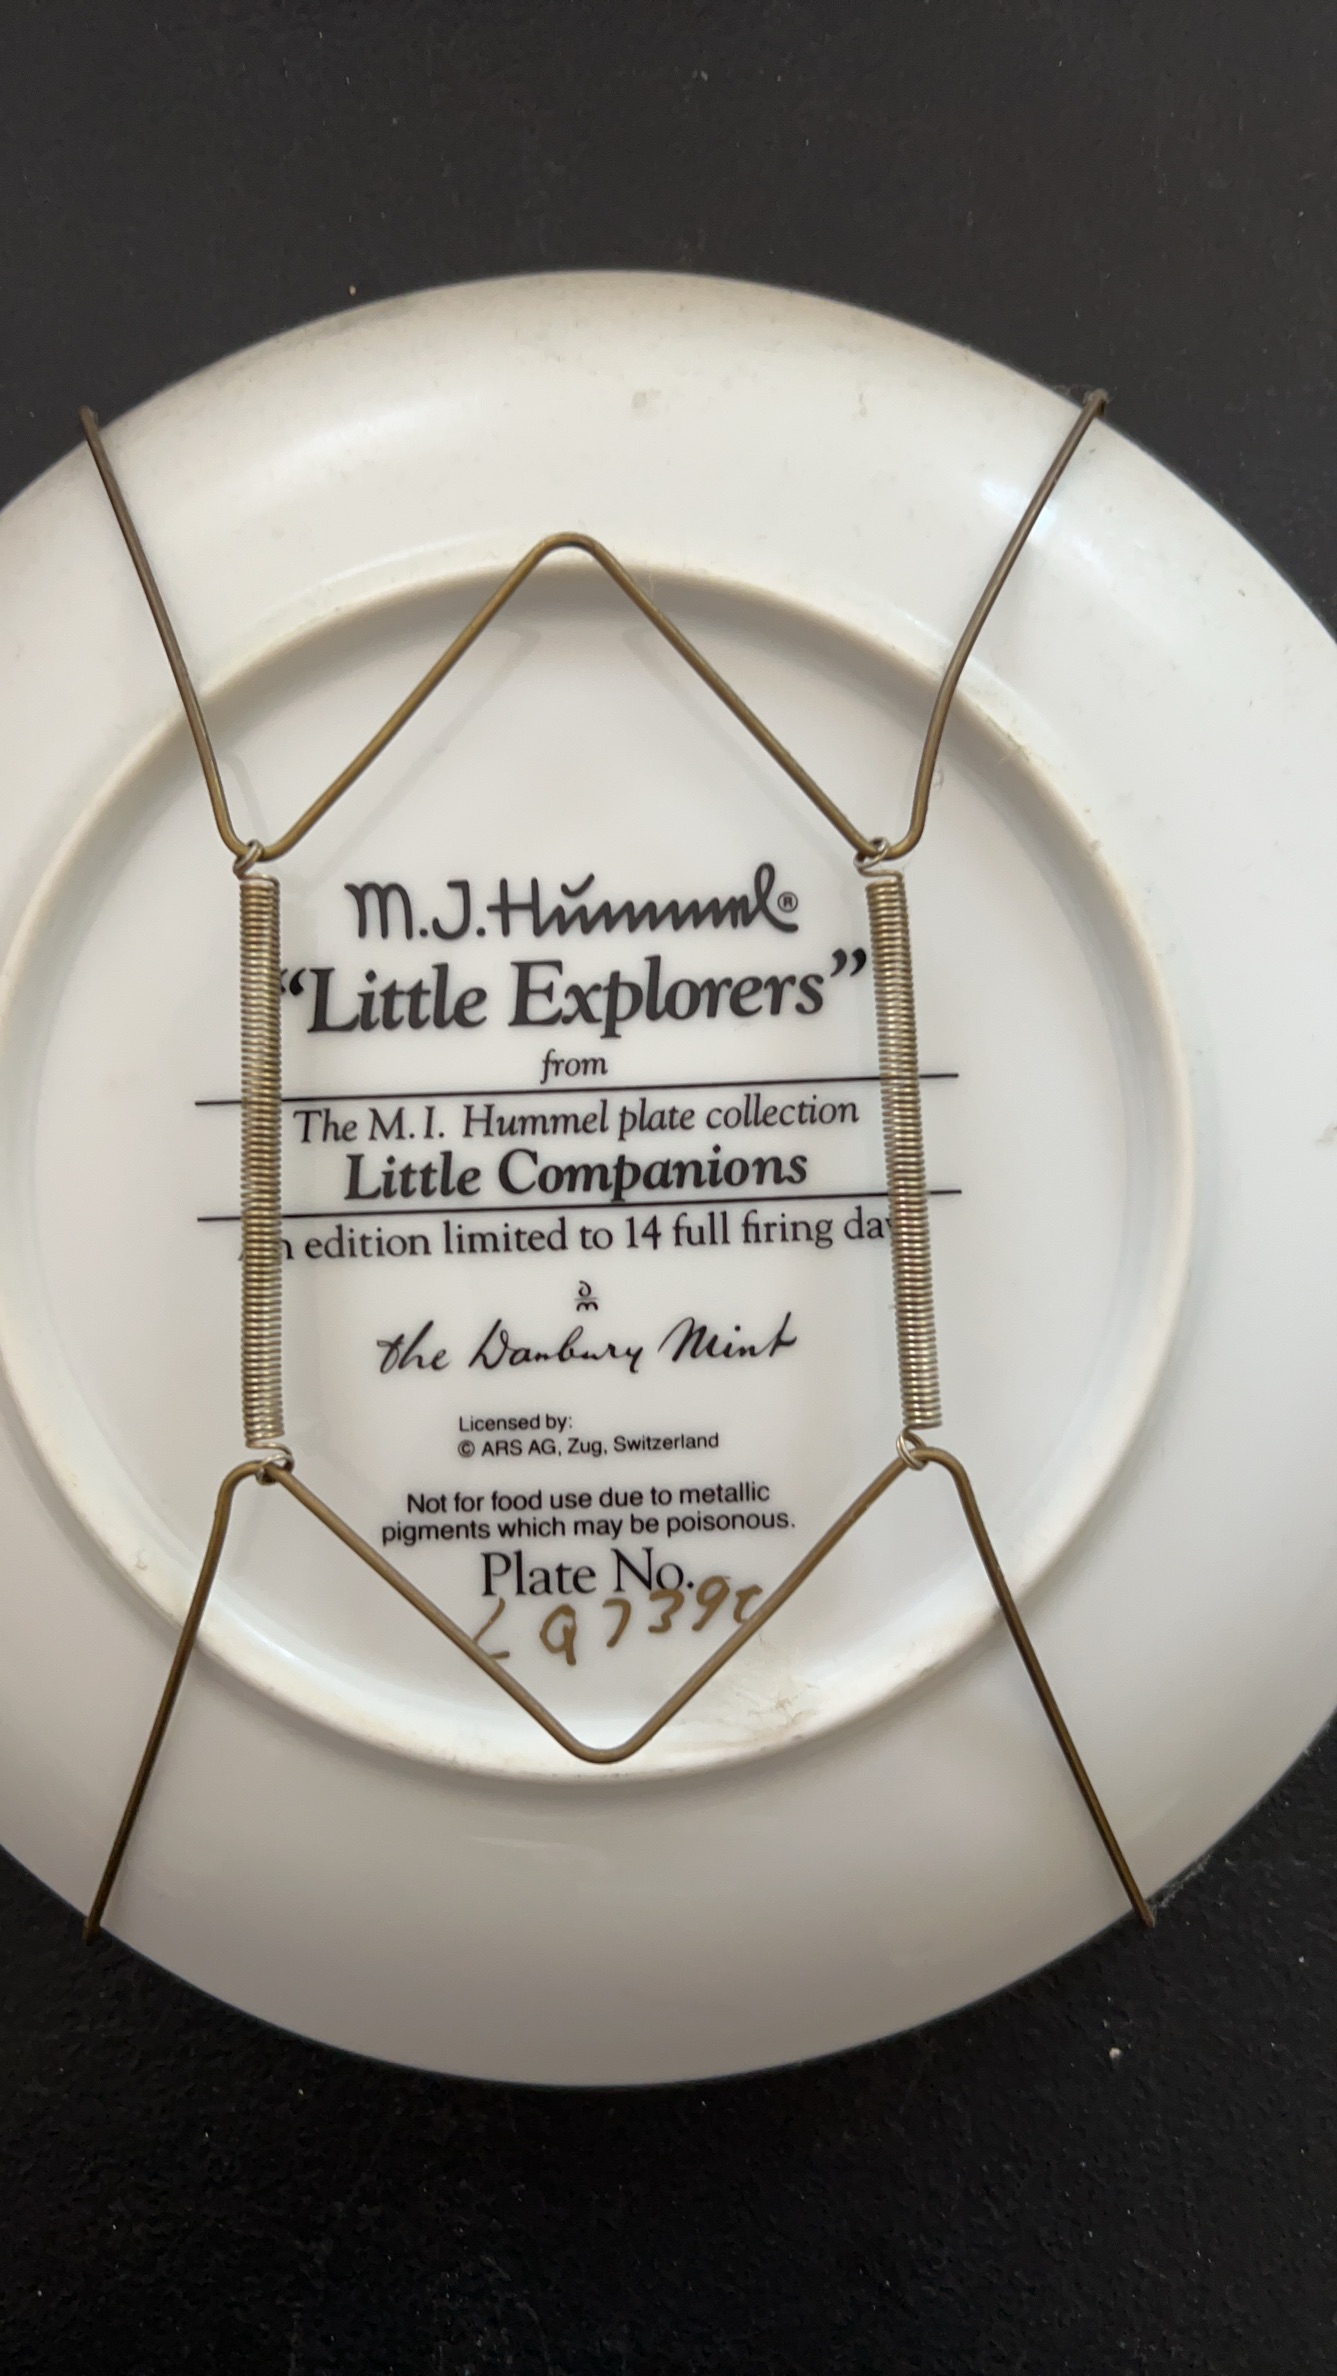 M.J.Hummel®
“Little Explorers”
from
The M.I. Hummel plate collection
Little Companions
edition limited to 14 full firing
the Danbury Mint
Licensed by:
© ARS AG, Zug, Switzerland
Not for food use due to metallic
pigments which may be poisonous.
Plate No.